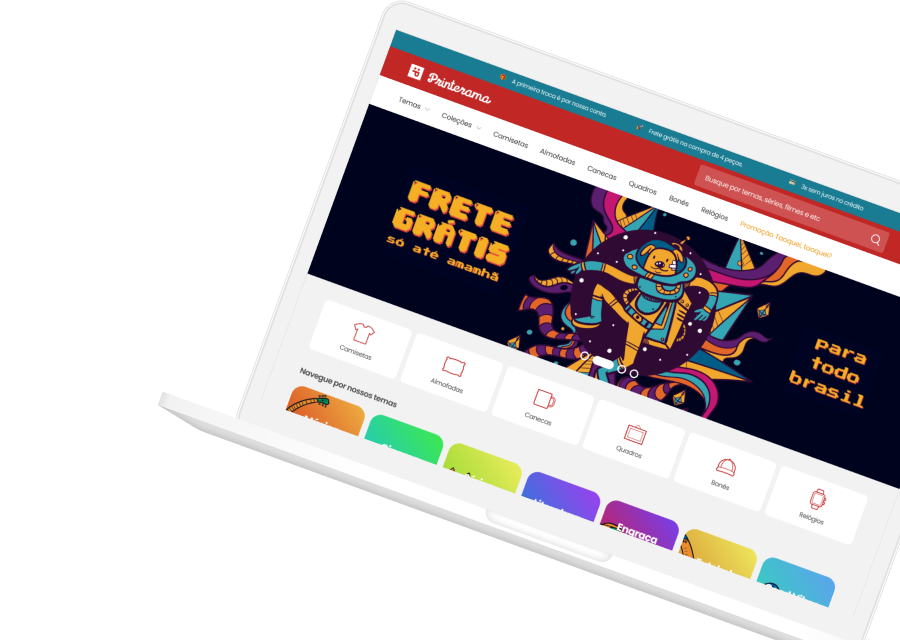 A primeira troca é por nossa conta
Frete grátis na compra de 4 peças
3x sem juros no crédito
Printerama
Busque por temas, séries, filmes e etc
Temas
Coleções
Camisetas
Almofadas
Canecas
Quadros
Bonés
Relógios
Promoção Taoquei, taoquei?
FRETE
GRÁTIS
só até amanhã
para
todo
brasil
Camisetas
Almofadas
Canecas
Quadros
Bonés
Relógios
Navegue por nossos temas
Engraça